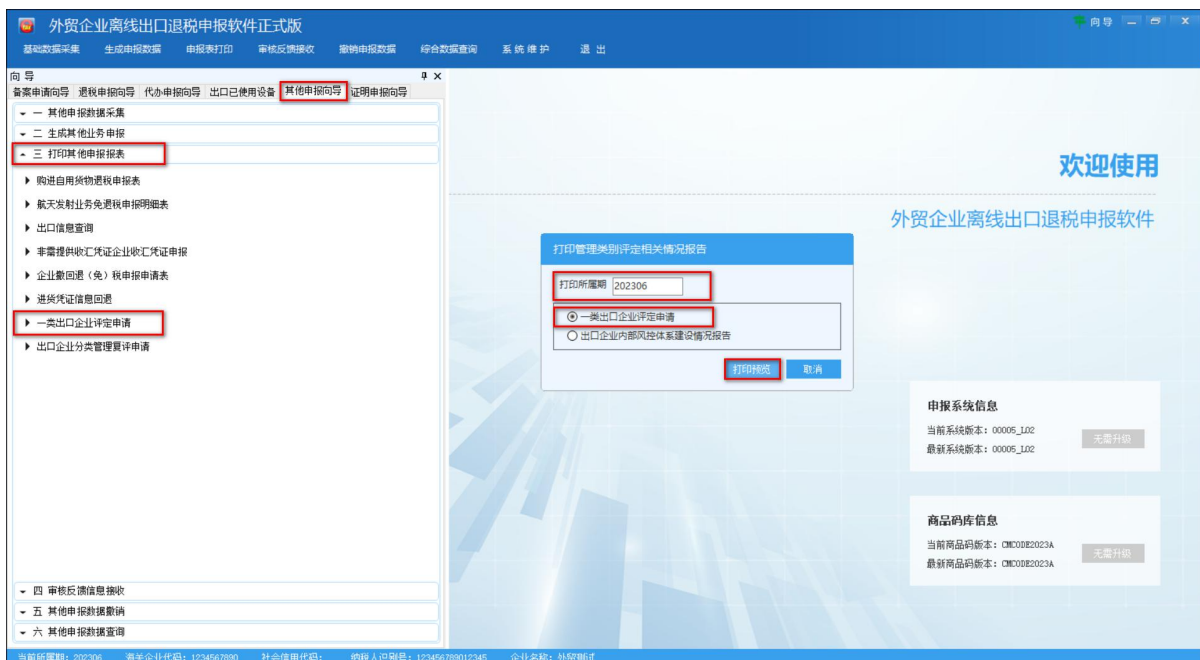 外贸企业离线出口退税申报软件正式版
向导
基础数据采集 生成申报数据 申报表打印 审核反馈接收 撤销申报数据 综合数据查询 系统维护 退出
向导
备案申请向导 退税申报向导 代办申报向导 出口已使用设备 其他申报向导 证明申报向导
一 其他申报数据采集
二 生成其他业务申报
三 打印其他申报报表
购进自用货物退税申报表
航天发射业务免退税申报明细表
出口信息查询
非需提供收汇凭证企业收汇凭证申报
企业撤回退（免）税申报申请表
进货凭证信息回退
一类出口企业评定申请
出口企业分类管理复评申请
四 审核反馈信息接收
五 其他申报数据撤销
六 其他申报数据查询
欢迎使用
外贸企业离线出口退税申报软件
打印管理类别评定相关情况报告
打印所属期 202306
一类出口企业评定申请
出口企业内部风控体系建设情况报告
打印预览 取消
申报系统信息
当前系统版本：00005_L02
最新系统版本：00005_L02
无需升级
商品码库信息
当前商品码版本：CMCODE2023A
最新商品码版本：CMCODE2023A
无需升级
当前所属期：202306 海关企业代码：1234567890 社会信用代码： 纳税人识别号：123456789012345 企业名称：外贸测试